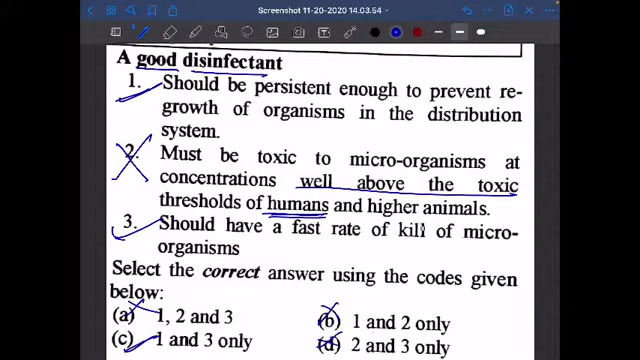 Screenshot 11-20-2020 14.03.54
A good disinfectant
1. Should be persistent enough to prevent re-
growth of organisms in the distribution
system.
2. Must be toxic to micro-organisms at
concentrations well above the toxic
thresholds of humans and higher animals.
3. Should have a fast rate of kill of micro-
organisms
Select the correct answer using the codes given
below:
(a) 1, 2 and 3 (b) 1 and 2 only
(c) 1 and 3 only (d) 2 and 3 only